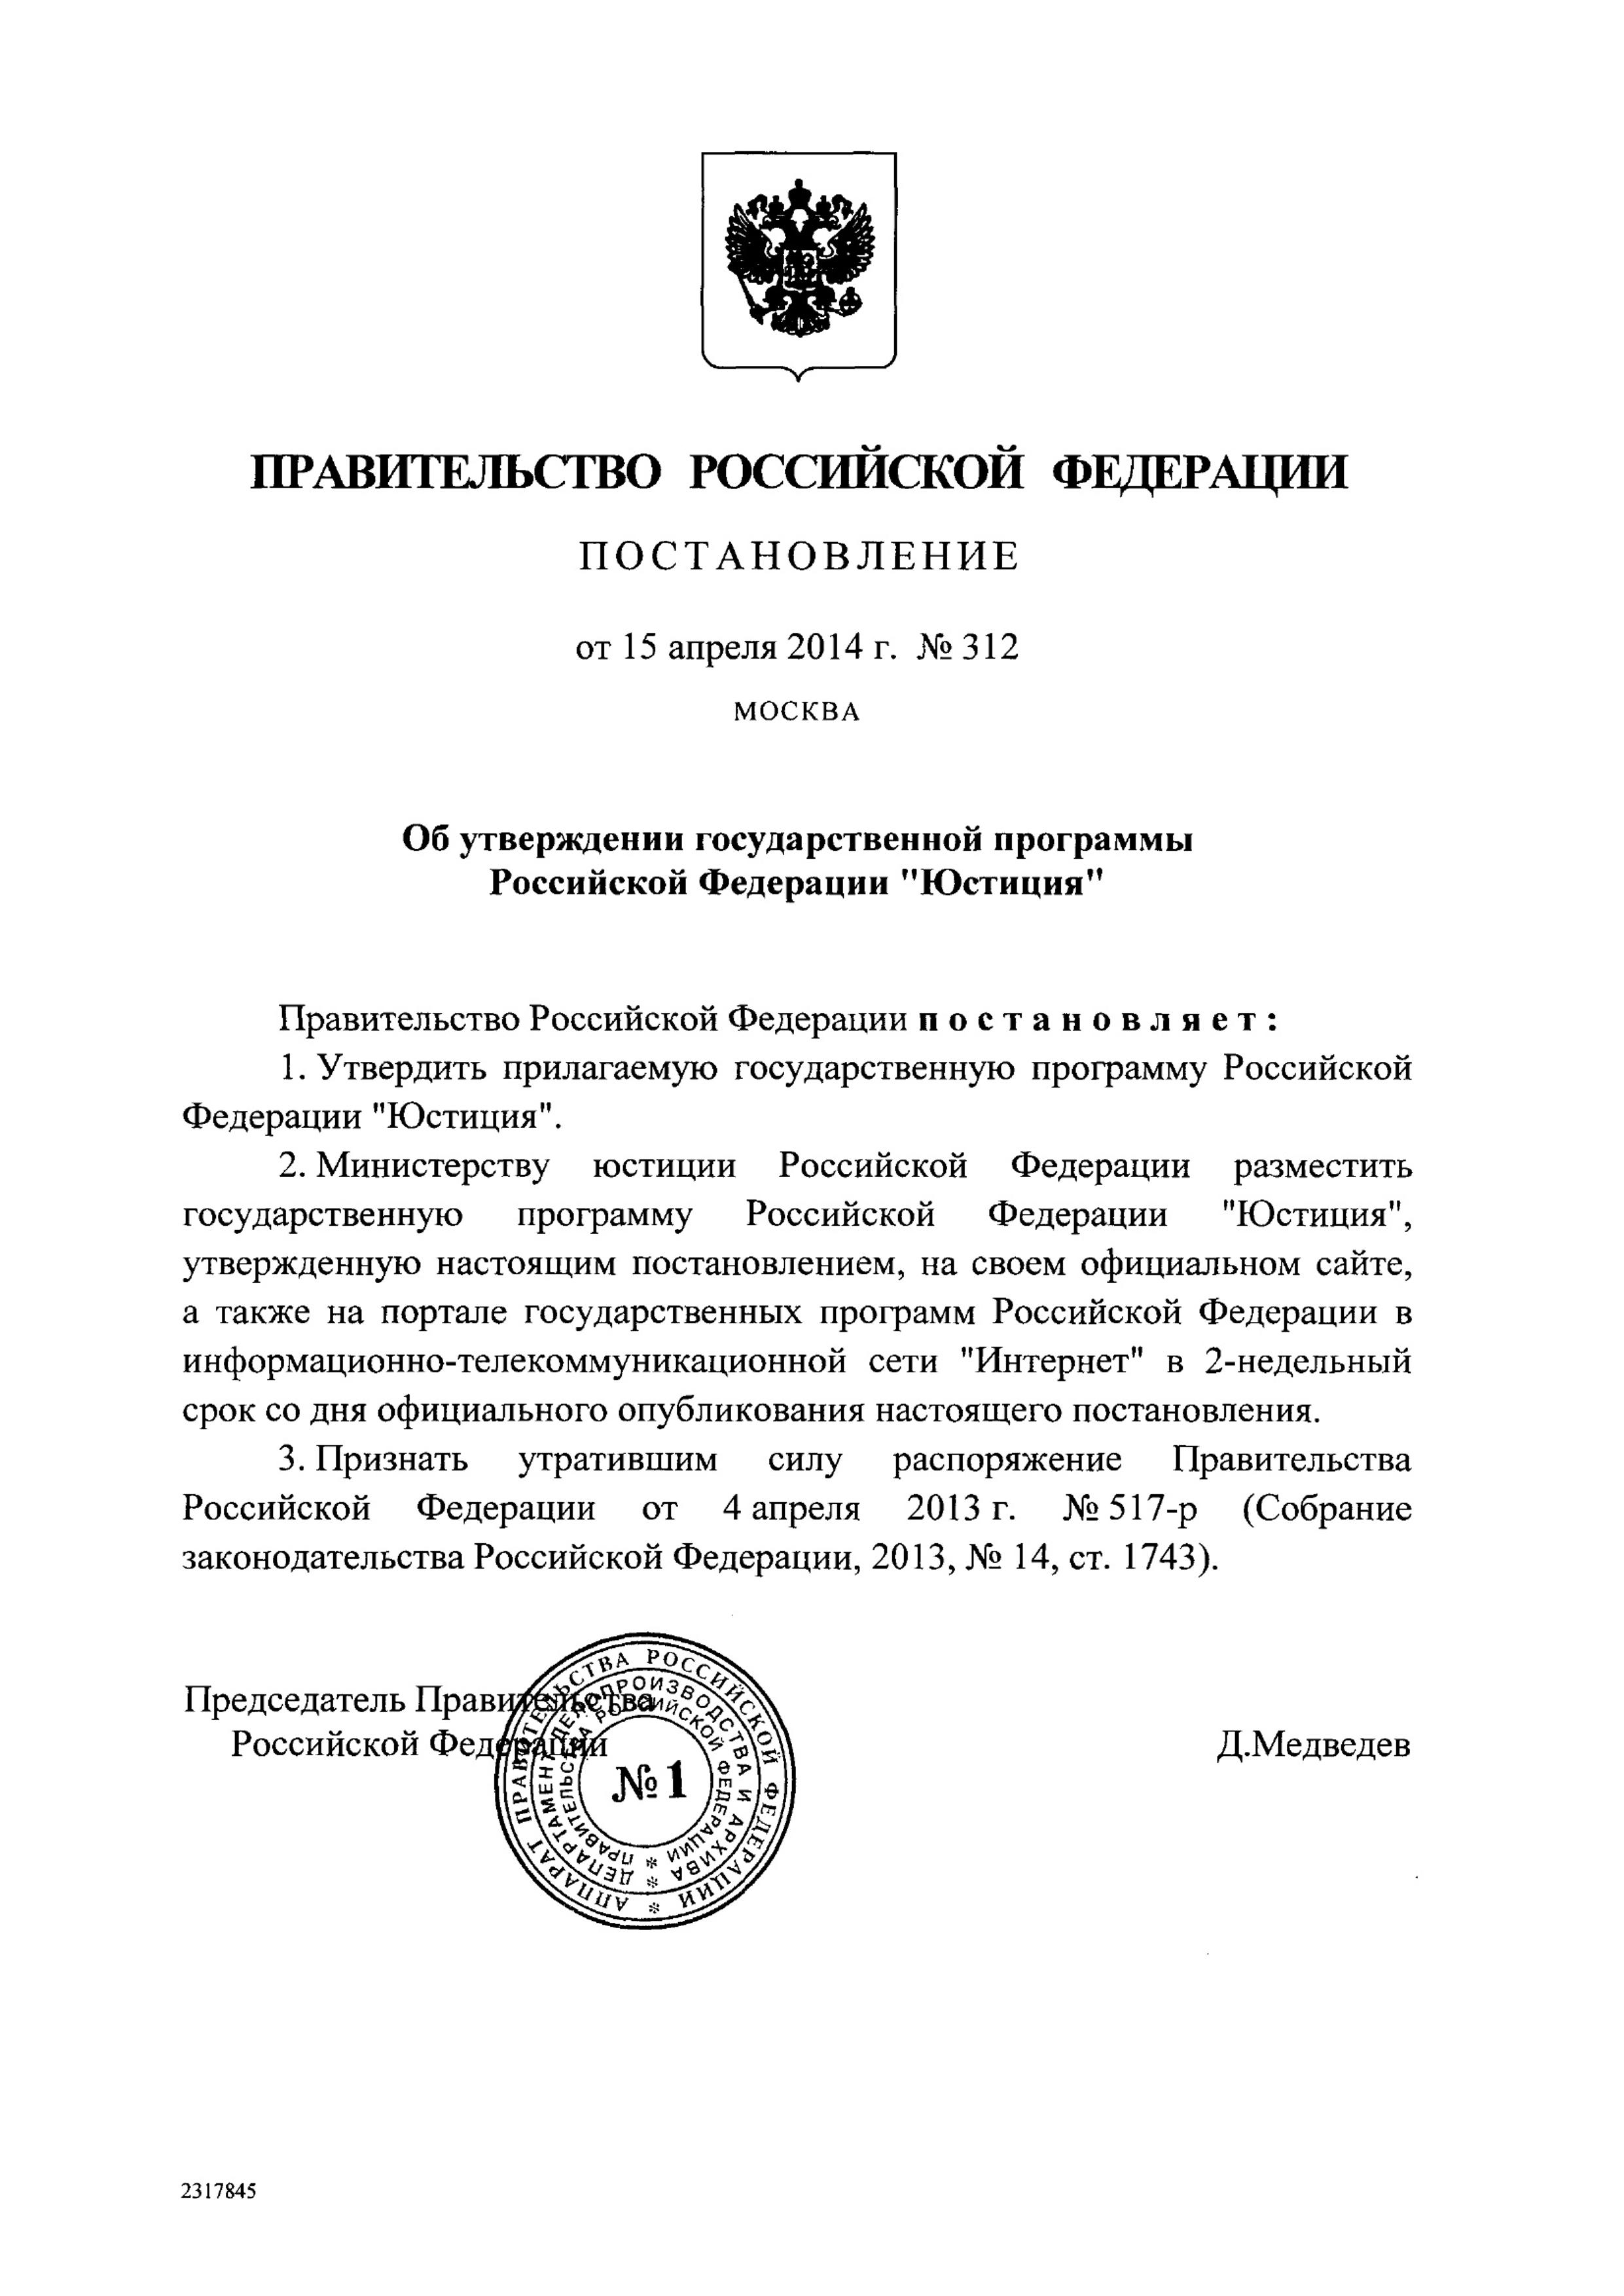 ПРАВИТЕЛЬСТВО РОССИЙСКОЙ ФЕДЕРАЦИИ
ПОСТАНОВЛЕНИЕ
от 15 апреля 2014 г. № 312
МОСКВА
Об утверждении государственной программы
Российской Федерации "Юстиция"
Правительство Российской Федерации постановляет:
1. Утвердить прилагаемую государственную программу Российской
Федерации "Юстиция".
2. Министерству юстиции Российской Федерации разместить
государственную программу Российской Федерации "Юстиция",
утвержденную настоящим постановлением, на своем официальном сайте,
а также на портале государственных программ Российской Федерации в
информационно-телекоммуникационной сети "Интернет" в 2-недельный
срок со дня официального опубликования настоящего постановления.
3. Признать утратившим силу распоряжение Правительства
Российской Федерации от 4 апреля 2013 г. № 517-р (Собрание
законодательства Российской Федерации, 2013, № 14, ст. 1743).
Председатель Правительства
Российской Федерации
Д.Медведев
АППАРАТ ПРАВИТЕЛЬСТВА РОССИЙСКОЙ ФЕДЕРАЦИИ *
ДЕПАРТАМЕНТ ДЕЛОПРОИЗВОДСТВА И АРХИВА *
ПРАВИТЕЛЬСТВА РОССИЙСКОЙ ФЕДЕРАЦИИ *
№ 1
2317845